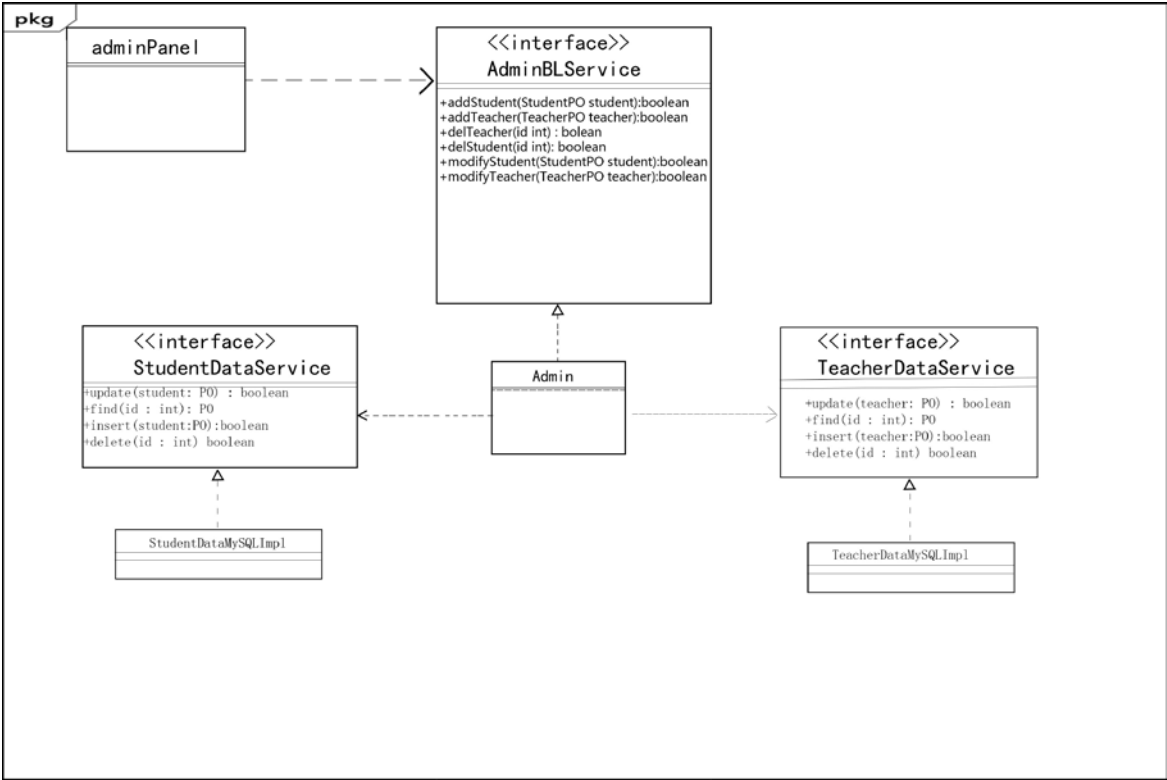 pkg
adminPanel
<<interface>>
AdminBLService
+addStudent(StudentPO student):boolean
+addTeacher(TeacherPO teacher):boolean
+delTeacher(id int) : bolean
+delStudent(id int): boolean
+modifyStudent(StudentPO student):boolean
+modifyTeacher(TeacherPO teacher):boolean
<<interface>>
StudentDataService
+update(student: PO) : boolean
+find(id : int): PO
+insert(student:PO):boolean
+delete(id : int) boolean
Admin
<<interface>>
TeacherDataService
+update(teacher: PO) : boolean
+find(id : int): PO
+insert(teacher:PO):boolean
+delete(id : int) boolean
StudentDataMySQLImpl
TeacherDataMySQLImpl